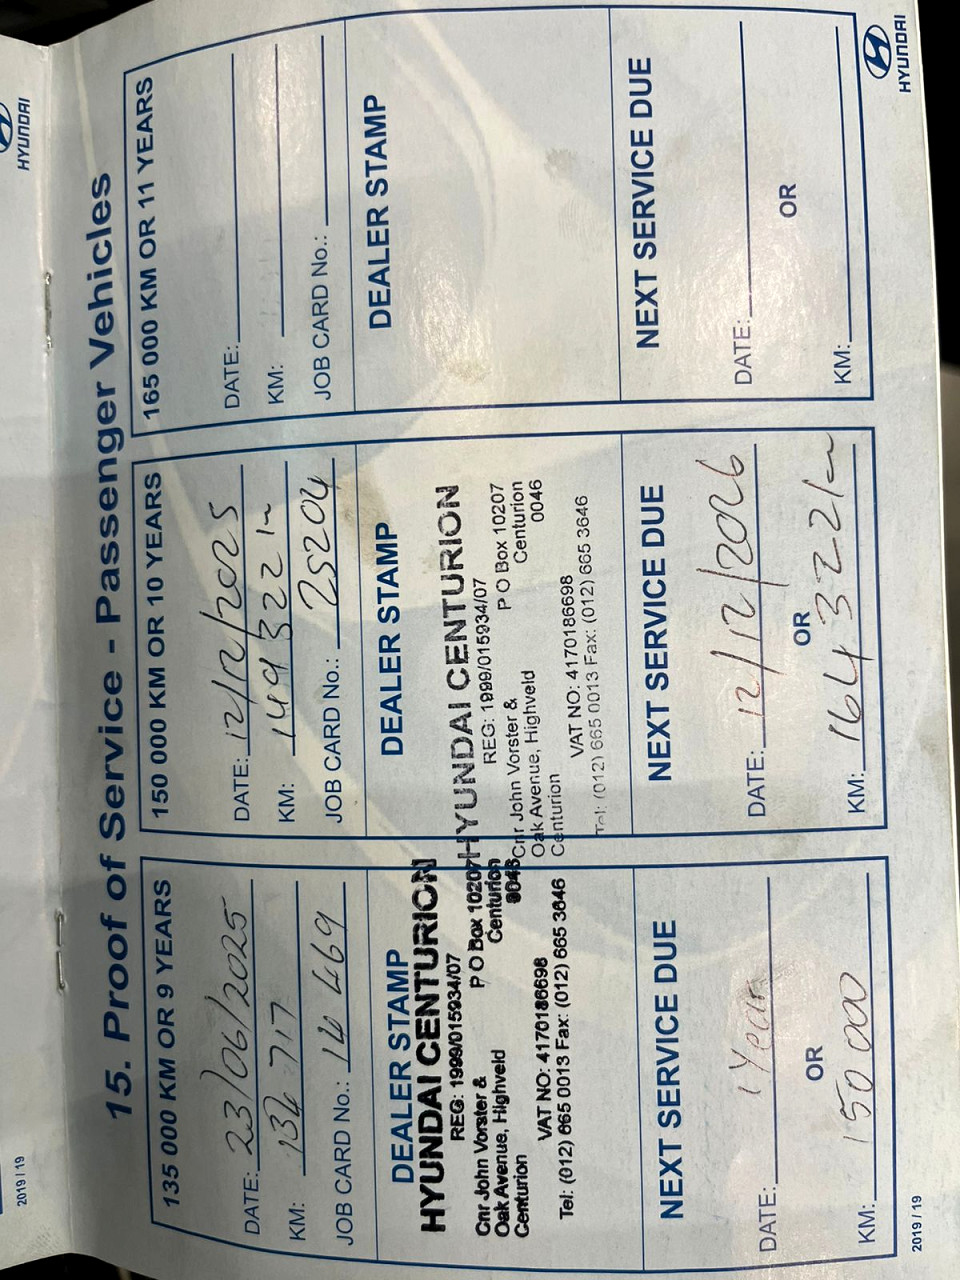 HYUNDAI
2019 / 19
15. Proof of Service - Passenger Vehicles
135 000 KM OR 9 YEARS
DATE: 23/06/2025
KM: 134 717
JOB CARD No.: 14 469
DEALER STAMP
HYUNDAI CENTURION
REG: 1999/015934/07
Cnr John Vorster & P O Box 10207
Oak Avenue, Highveld Centurion
Centurion 0046
VAT NO: 4170186698
Tel: (012) 665 0013 Fax: (012) 665 3646
NEXT SERVICE DUE
DATE: 1 Year
OR
KM: 150 000
150 000 KM OR 10 YEARS
DATE: 12/12/2025
KM: 149 322
JOB CARD No.: 25204
DEALER STAMP
HYUNDAI CENTURION
REG: 1999/015934/07
Cnr John Vorster & P O Box 10207
Oak Avenue, Highveld Centurion
Centurion 0046
VAT NO: 4170186698
Tel: (012) 665 0013 Fax: (012) 665 3646
NEXT SERVICE DUE
DATE: 12/12/2026
OR
KM: 164 322
165 000 KM OR 11 YEARS
DATE:
KM:
JOB CARD No.:
DEALER STAMP
NEXT SERVICE DUE
DATE:
OR
KM:
2019 / 19
HYUNDAI